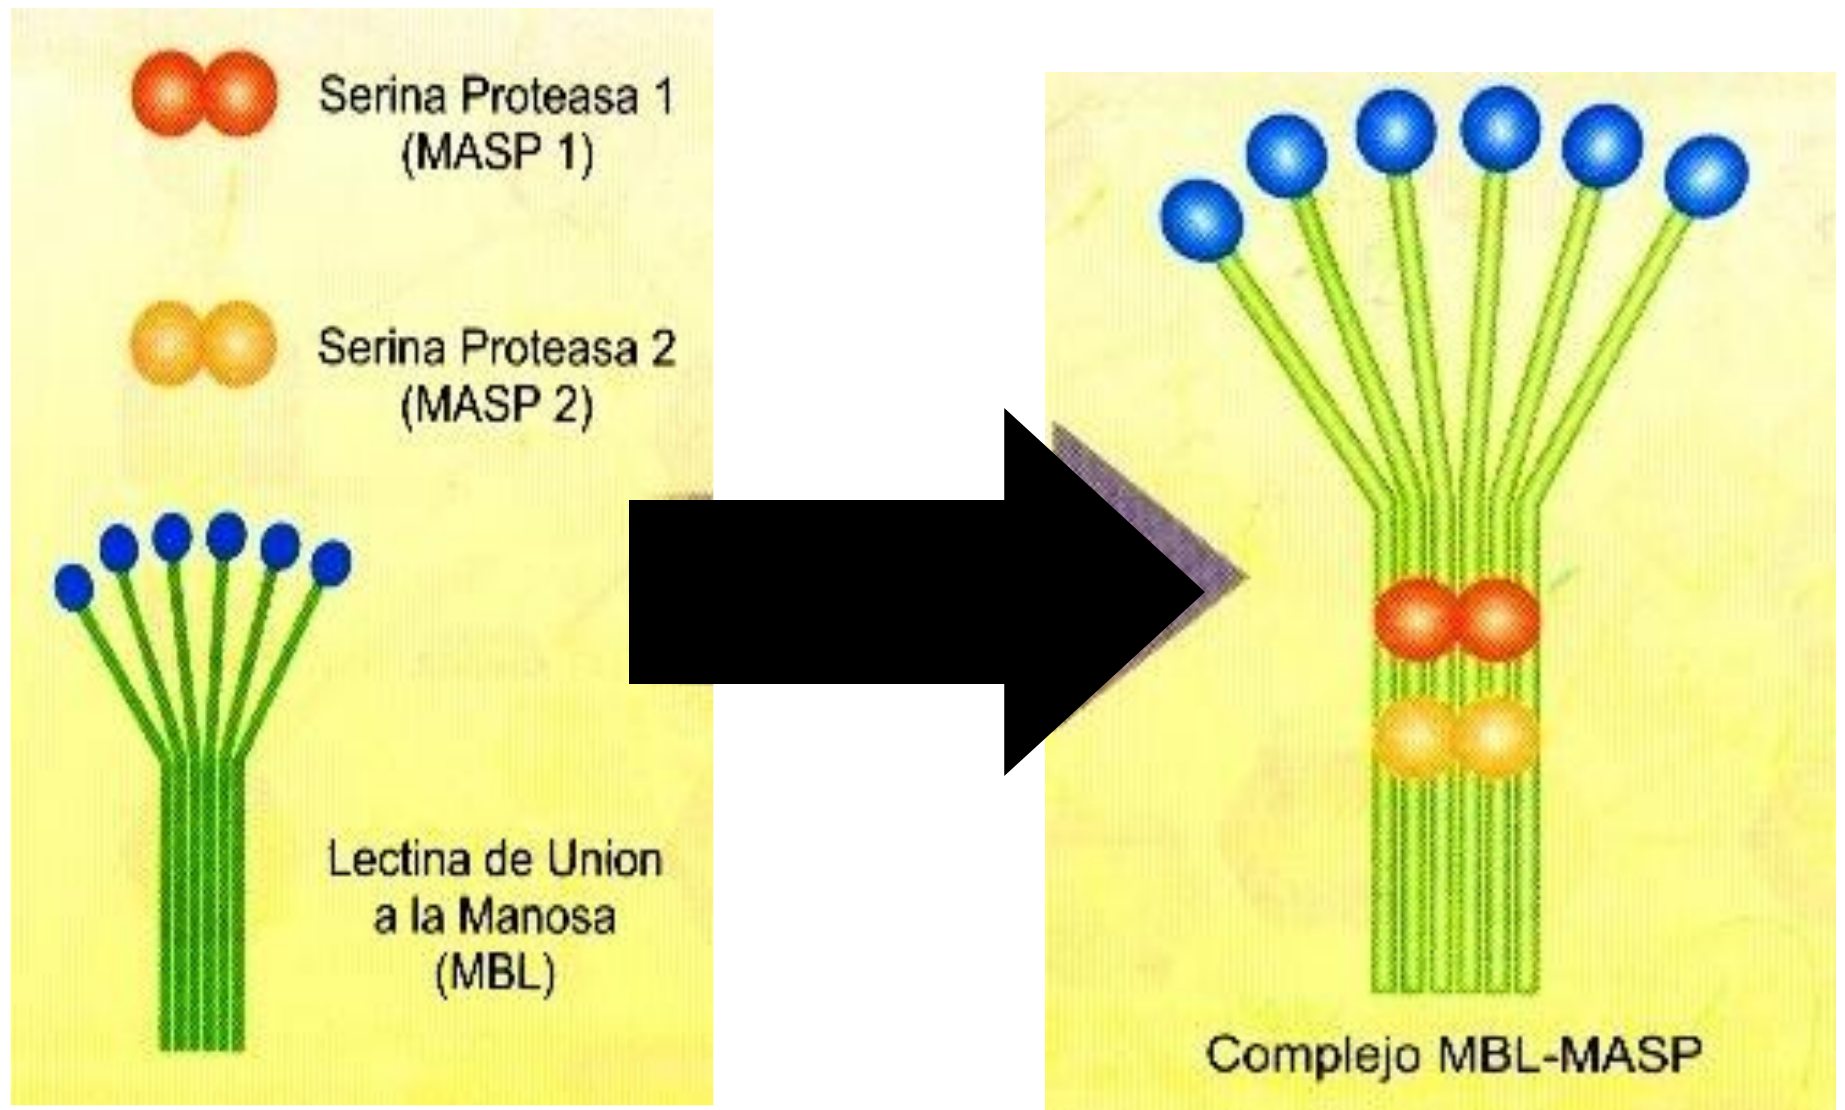 Serina Proteasa 1
(MASP 1)
Serina Proteasa 2
(MASP 2)
Lectina de Union
a la Manosa
(MBL)
Complejo MBL-MASP